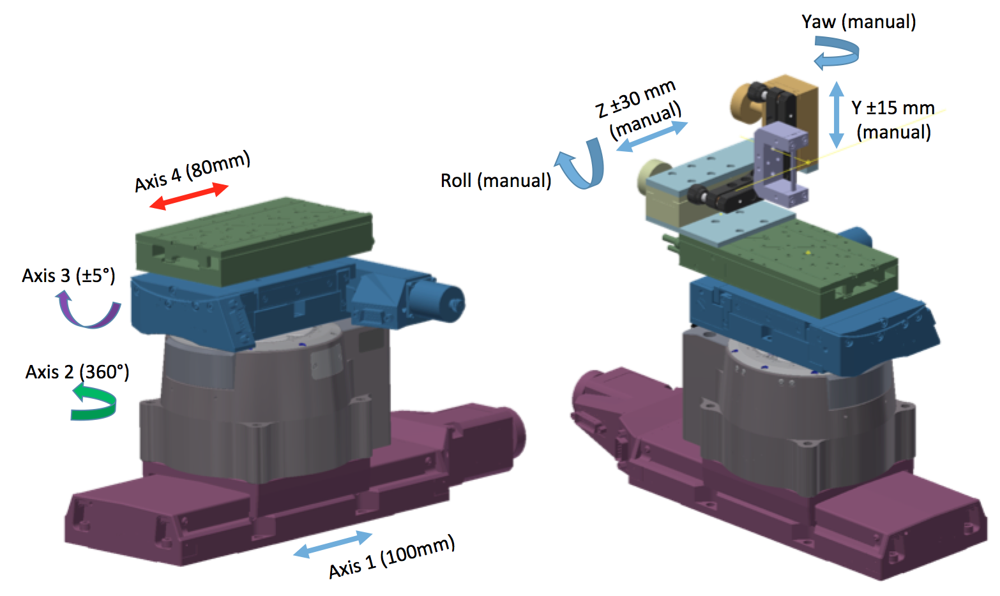 Axis 4 (80mm)
Axis 3 (±5°)
Axis 2 (360°)
Axis 1 (100mm)
Yaw (manual)
Z ±30 mm
(manual)
Y ±15 mm
(manual)
Roll (manual)